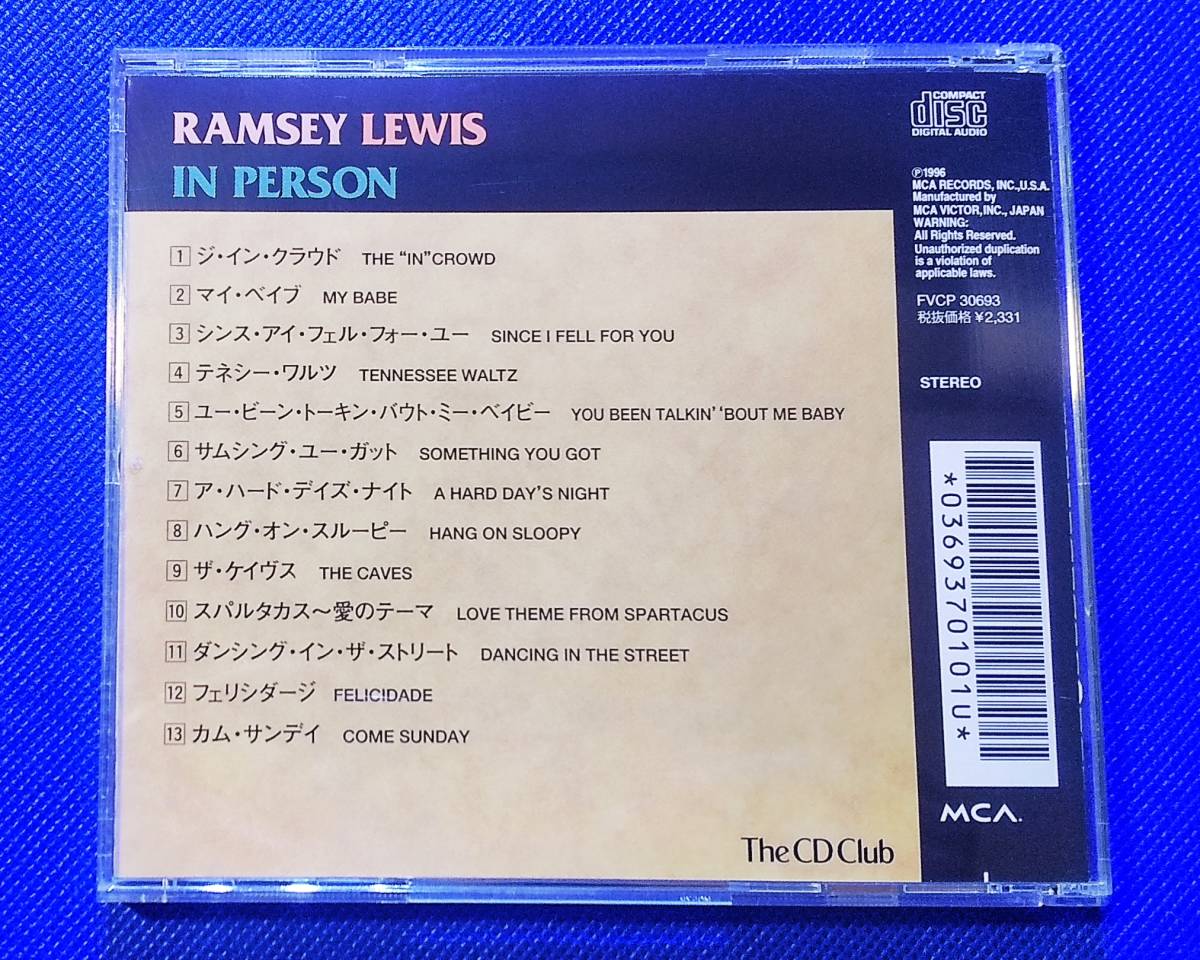 RAMSEY LEWIS
IN PERSON
1 ジ・イン・クラウド THE “IN”CROWD
2 マイ・ベイブ MY BABE
3 シンス・アイ・フェル・フォー・ユー SINCE I FELL FOR YOU
4 テネシー・ワルツ TENNESSEE WALTZ
5 ユー・ビーン・トーキン・バウト・ミー・ベイビー YOU BEEN TALKIN’ ‘BOUT ME BABY
6 サムシング・ユー・ガット SOMETHING YOU GOT
7 ア・ハード・デイズ・ナイト A HARD DAY’S NIGHT
8 ハング・オン・スルーピー HANG ON SLOOPY
9 ザ・ケイヴス THE CAVES
10 スパルタカス〜愛のテーマ LOVE THEME FROM SPARTACUS
11 ダンシング・イン・ザ・ストリート DANCING IN THE STREET
12 フェリシダージ FELICIDADE
13 カム・サンデイ COME SUNDAY
The CD Club
COMPACT
disc
DIGITAL AUDIO
Ⓟ1996
MCA RECORDS, INC.,U.S.A.
Manufactured by
MCA VICTOR,INC., JAPAN
WARNING:
All Rights Reserved.
Unauthorized duplication
is a violation of
applicable laws.
FVCP 30693
税抜価格 ¥2,331
STEREO
*0369370101U*
MCA.